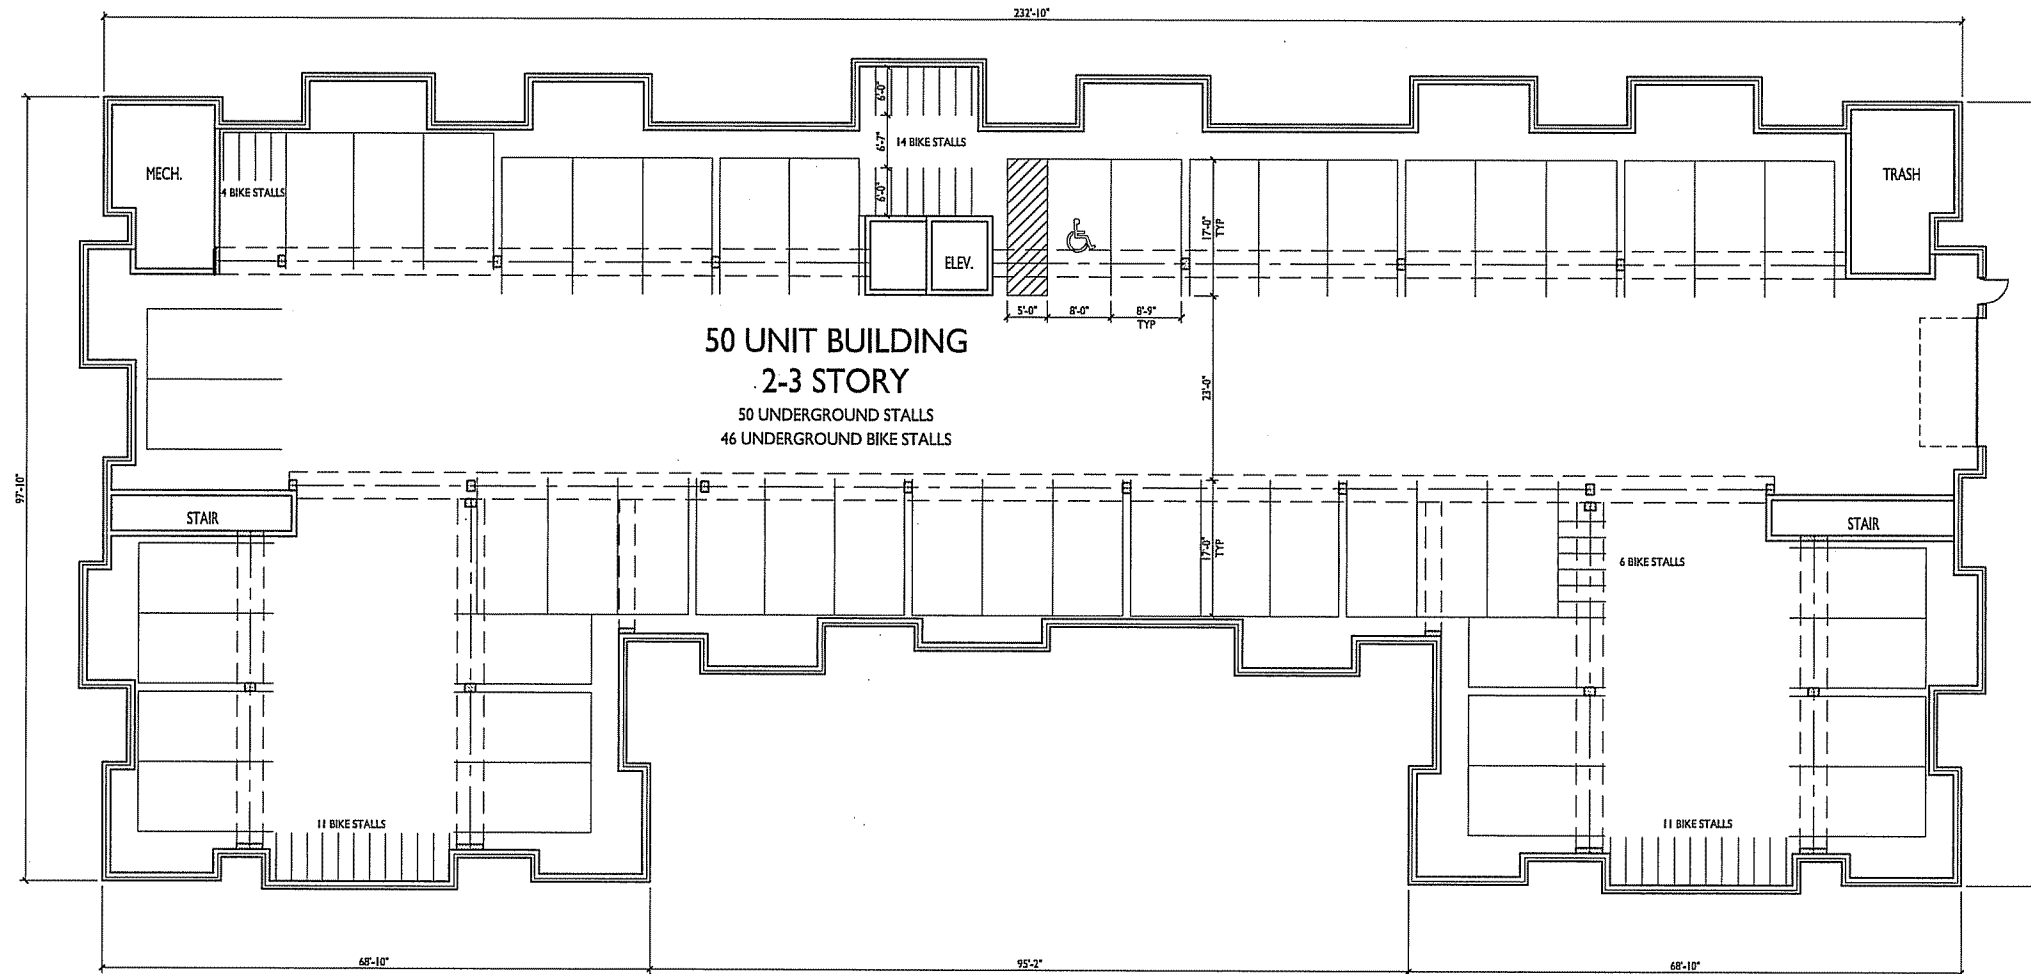 232'-10"
6'-0"
6'-7"
14 BIKE STALLS
MECH.
4 BIKE STALLS
6'-0"
TRASH
17'-0"
TYP
ELEV.
5'-0"
8'-0"
8'-9"
TYP
50 UNIT BUILDING
2-3 STORY
50 UNDERGROUND STALLS
46 UNDERGROUND BIKE STALLS
23'-0"
97'-10"
STAIR
STAIR
17'-0"
TYP
6 BIKE STALLS
11 BIKE STALLS
11 BIKE STALLS
68'-10"
95'-2"
68'-10"